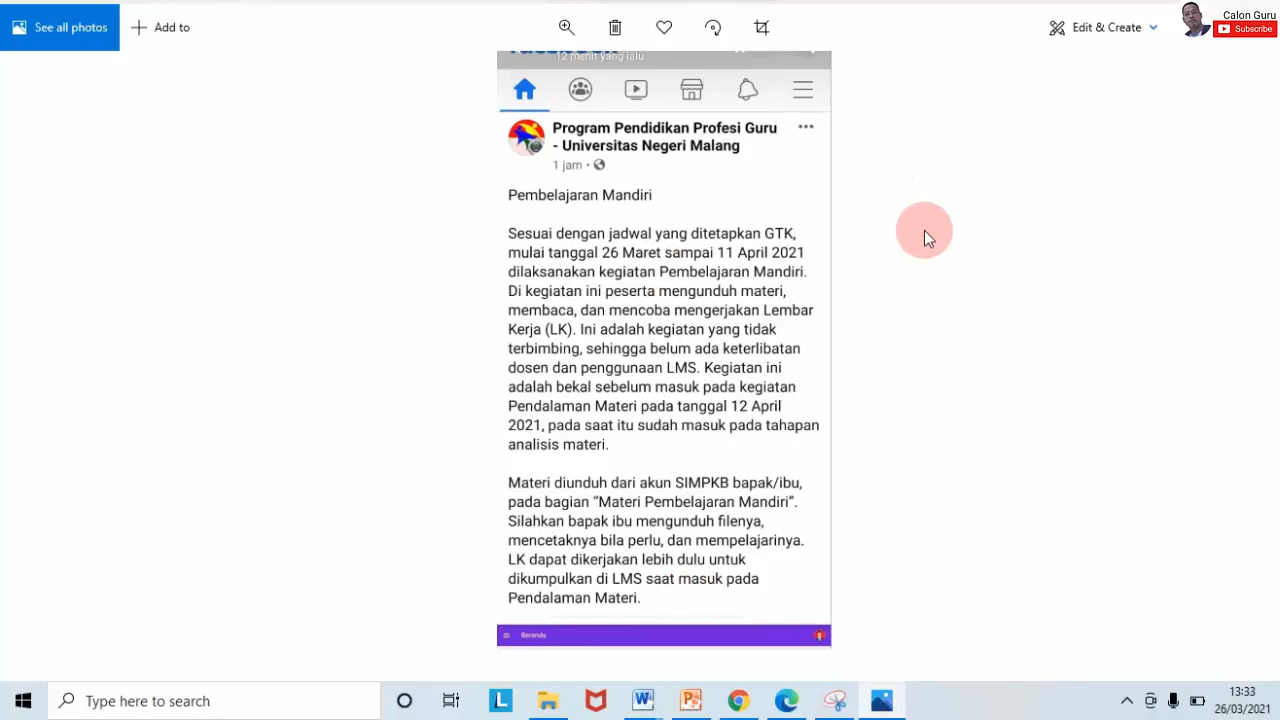 See all photos
Add to
Edit & Create
Calon Guru
Subscribe
12 menit yang lalu
Program Pendidikan Profesi Guru
- Universitas Negeri Malang
1 jam
Pembelajaran Mandiri
Sesuai dengan jadwal yang ditetapkan GTK,
mulai tanggal 26 Maret sampai 11 April 2021
dilaksanakan kegiatan Pembelajaran Mandiri.
Di kegiatan ini peserta mengunduh materi,
membaca, dan mencoba mengerjakan Lembar
Kerja (LK). Ini adalah kegiatan yang tidak
terbimbing, sehingga belum ada keterlibatan
dosen dan penggunaan LMS. Kegiatan ini
adalah bekal sebelum masuk pada kegiatan
Pendalaman Materi pada tanggal 12 April
2021, pada saat itu sudah masuk pada tahapan
analisis materi.
Materi diunduh dari akun SIMPKB bapak/ibu,
pada bagian “Materi Pembelajaran Mandiri”.
Silahkan bapak ibu mengunduh filenya,
mencetaknya bila perlu, dan mempelajarinya.
LK dapat dikerjakan lebih dulu untuk
dikumpulkan di LMS saat masuk pada
Pendalaman Materi.
Beranda
Type here to search
13:33
26/03/2021